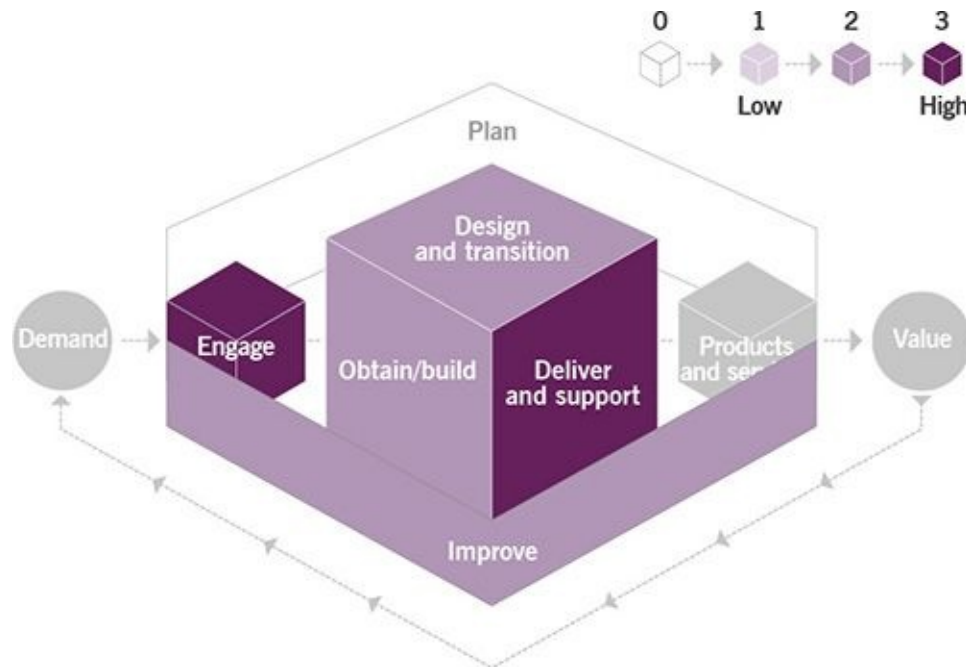 0 1 2 3
Low High
Plan
Design
and transition
Demand
Engage
Obtain/build
Deliver
and support
Products
and
Value
Improve